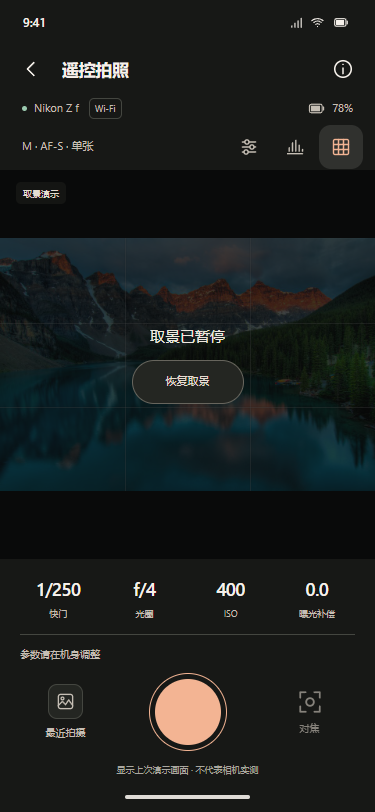 9:41
遥控拍照
Nikon Z f Wi-Fi 78%
M · AF-S · 单张
取景演示
取景已暂停
恢复取景
1/250 f/4 400 0.0
快门 光圈 ISO 曝光补偿
参数请在机身调整
最近拍摄 对焦
显示上次演示画面 · 不代表相机实测